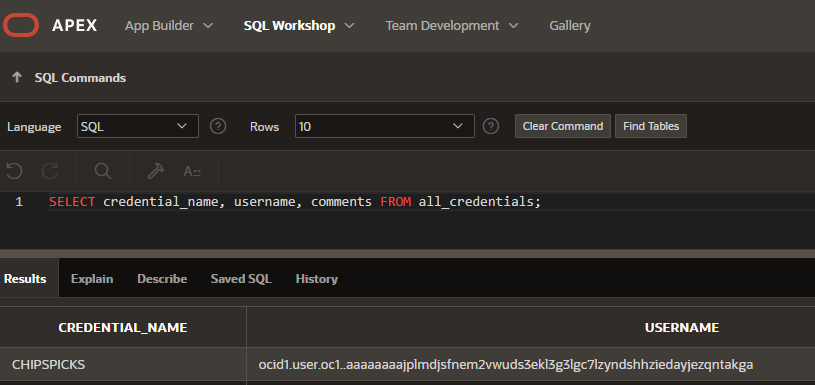 APEX App Builder SQL Workshop Team Development Gallery
SQL Commands
Language SQL ? Rows 10 ? Clear Command Find Tables
A::
1 SELECT credential_name, username, comments FROM all_credentials;
Results Explain Describe Saved SQL History
CREDENTIAL_NAME USERNAME
CHIPSPICKS ocid1.user.oc1..aaaaaaaajplmdjsfnem2vwuds3ekl3g3lgc7lzyndshhziedayjezqntakga